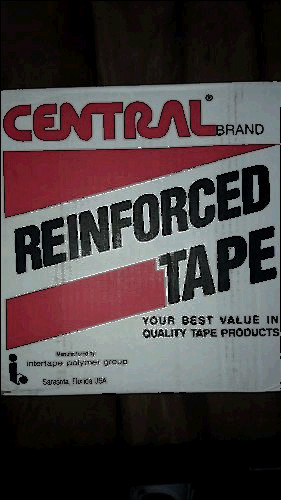 CENTRAL® BRAND
REINFORCED
TAPE
YOUR BEST VALUE IN
QUALITY TAPE PRODUCTS
Manufactured by:
intertape polymer group
Sarasota, Florida USA